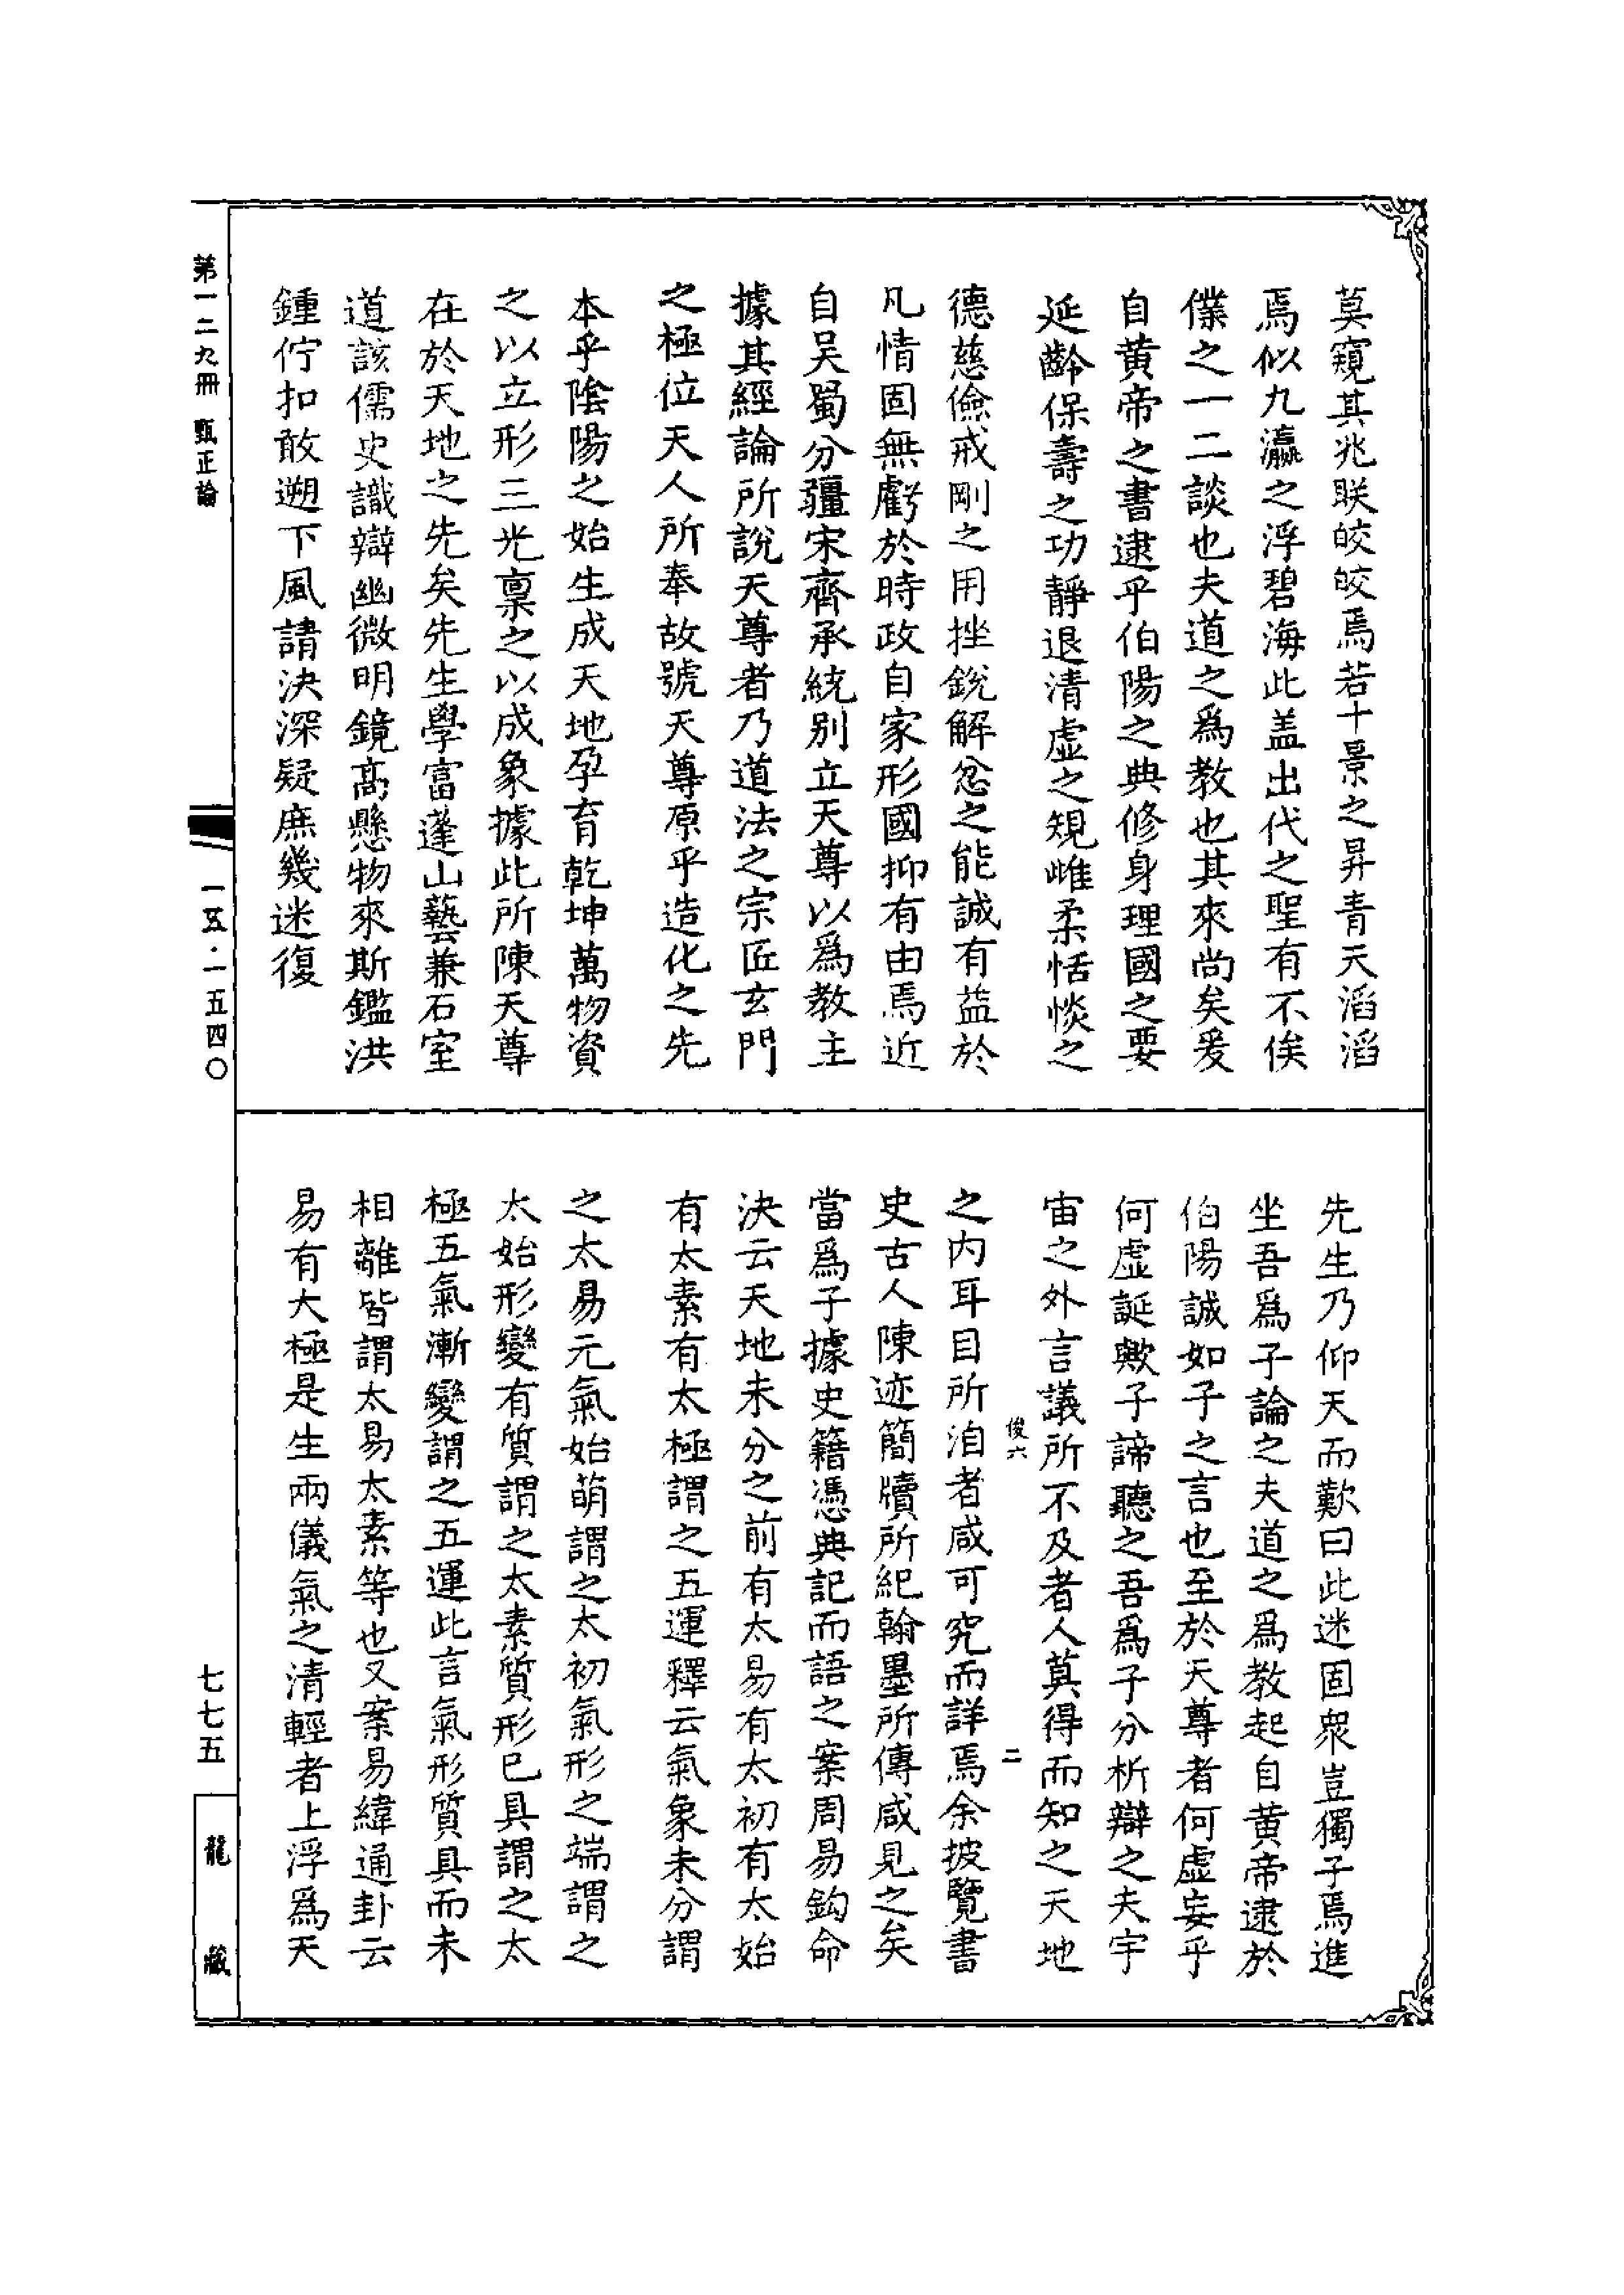 莫窺其兆朕皎皎焉若十景之昇青天滔滔
焉似九瀛之浮碧海此盖出代之聖有不俟
僕之一二談也夫道之爲教也其來尚矣爰
自黄帝之書逮乎伯陽之典修身理國之要
延齡保壽之功靜退清虚之規雌柔恬惔之
德慈儉戒剛之用挫銳解忿之能誠有益於
凡情固無虧於時政自家形國抑有由焉近
自吴蜀分疆宋齊承統别立天尊以爲教主
據其經論所説天尊者乃道法之宗匠玄門
之極位天人所奉故號天尊原乎造化之先
本乎陰陽之始生成天地孕育乾坤萬物資
之以立形三光禀之以成象據此所陳天尊
在於天地之先矣先生學富蓬山藝兼石室
道該儒史識辯幽微明鏡髙懸物來斯鑑洪
鍾佇扣敢遡下風請決深疑庶幾迷復
先生乃仰天而歎曰此迷固衆豈獨子焉進
坐吾爲子論之夫道之爲教起自黄帝逮於
伯陽誠如子之言也至於天尊者何虚妄乎
何虚誕歟子諦聽之吾爲子分析辯之夫宇
宙之外言議所不及者人莫得而知之天地
俊六
二
之内耳目所洎者咸可究而詳焉余披覽書
史古人陳迹簡牘所紀翰墨所傳咸見之矣
當爲子據史籍憑典記而語之案周易鈎命
決云天地未分之前有太易有太初有太始
有太素有太極謂之五運釋云氣象未分謂
之太易元氣始萌謂之太初氣形之端謂之
太始形變有質謂之太素質形巳具謂之太
極五氣漸變謂之五運此言氣形質具而未
相離皆謂太易太素等也又案易緯通卦云
易有大極是生兩儀氣之清輕者上浮爲天
第一二九冊 甄正論
一五·一五四〇
七七五
龍藏